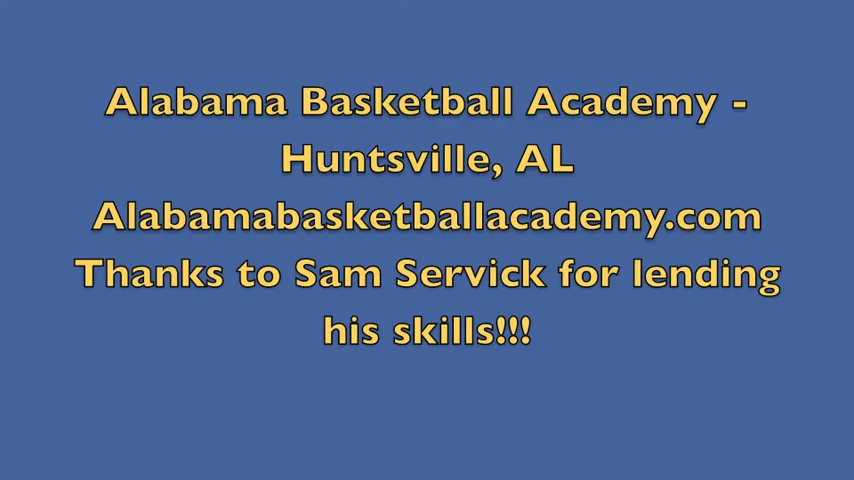 Alabama Basketball Academy -
Huntsville, AL
Alabamabasketballacademy.com
Thanks to Sam Servick for lending
his skills!!!